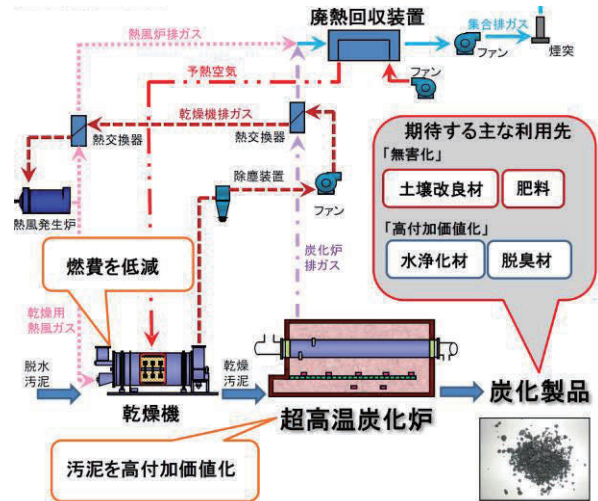 廃熱回収装置
熱風炉排ガス
集合排ガス
ファン
煙突
予熱空気
ファン
乾燥機排ガス
熱交換器
熱交換器
期待する主な利用先
「無害化」
土壌改良材
肥料
「高付加価値化」
水浄化材
脱臭材
除塵装置
ファン
熱風発生炉
炭化炉
排ガス
燃費を低減
乾燥用
熱風ガス
脱水
汚泥
乾燥
汚泥
乾燥機
超高温炭化炉
炭化製品
汚泥を高付加価値化